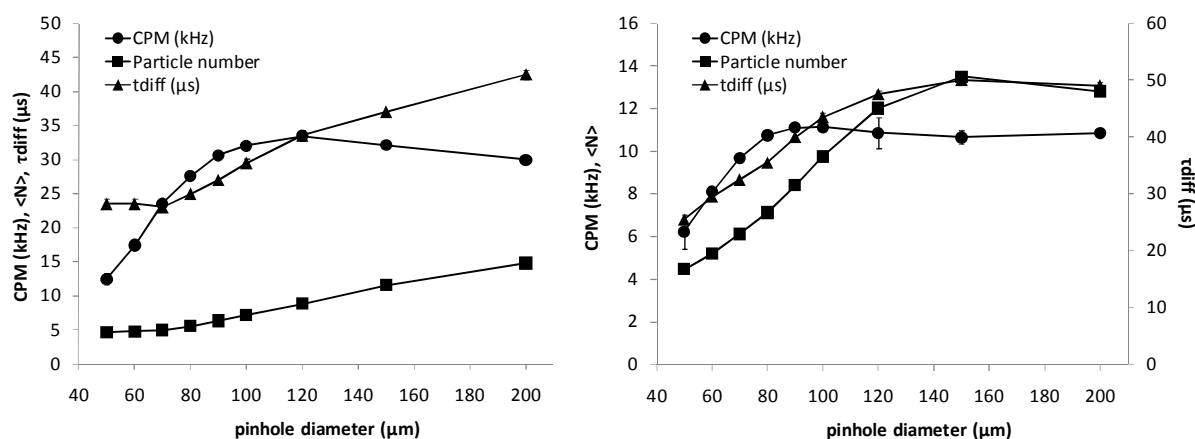 50
45
40
35
30
25
20
15
10
5
0
CPM (kHz), <N>, τdiff (µs)
CPM (kHz)
Particle number
tdiff (µs)
40 60 80 100 120 140 160 180 200
pinhole diameter (µm)
16
14
12
10
8
6
4
2
0
CPM (kHz), <N>
CPM (kHz)
Particle number
tdiff (µs)
60
50
40
30
20
10
0
τdiff (µs)
40 60 80 100 120 140 160 180 200
pinhole diameter (µm)